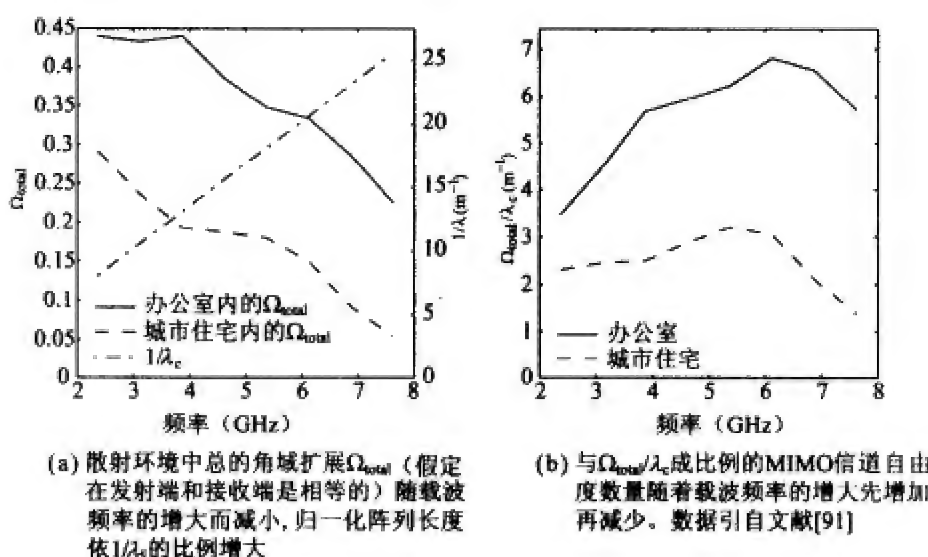 0.45
0.4
0.35
0.3
0.25
0.2
0.15
0.1
0.05
0
Ω_total
25
20
15
10
5
0
1/λ(m⁻¹)
办公室内的Ω_total
城市住宅内的Ω_total
1/λ_c
2 3 4 5 6 7 8
频率（GHz）
(a) 散射环境中总的角域扩展Ω_total（假定
在发射端和接收端是相等的）随载波
频率的增大而减小, 归一化阵列长度
依1/λ_c的比例增大
7
6
5
4
3
2
1
0
Ω_total/λ_c(m⁻¹)
办公室
城市住宅
2 3 4 5 6 7 8
频率（GHz）
(b) 与Ω_total/λ_c成比例的MIMO信道自由
度数量随着载波频率的增大先增加
再减少。数据引自文献[91]